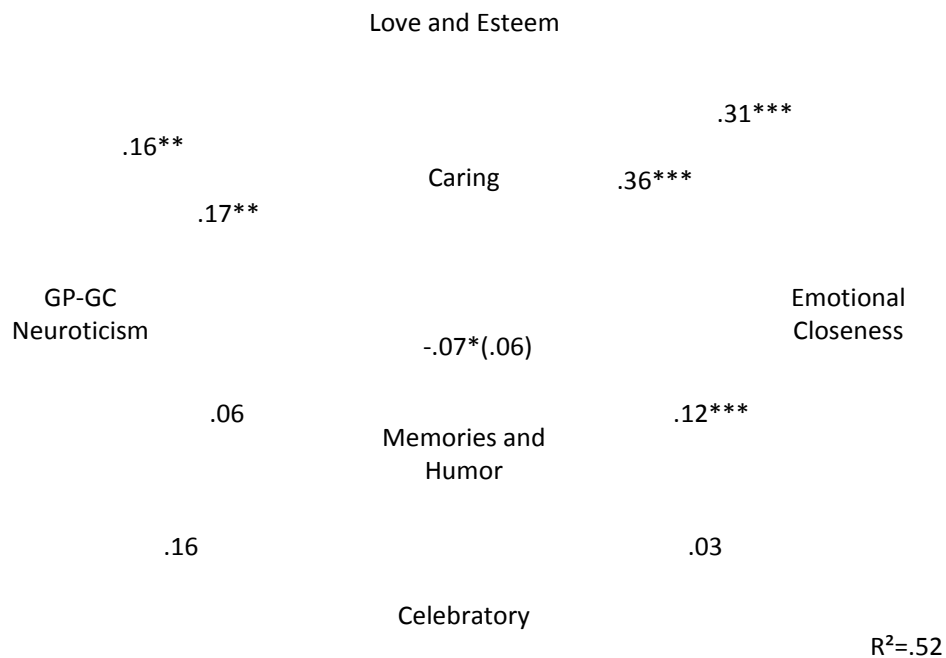 Love and Esteem
.31***
.16**
Caring
.36***
.17**
GP-GC
Neuroticism
Emotional
Closeness
-.07*(.06)
.06
.12***
Memories and
Humor
.16
.03
Celebratory
R²=.52